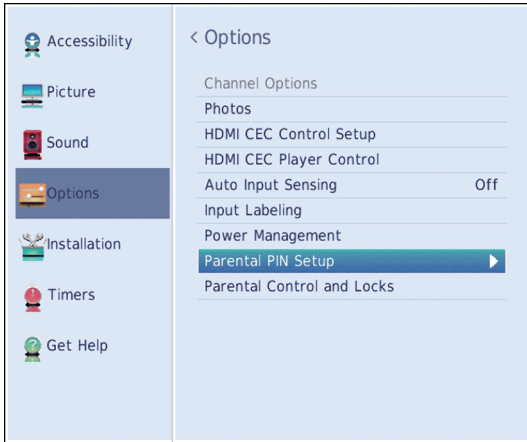 Accessibility
Picture
Sound
Options
Installation
Timers
Get Help
< Options
Channel Options
Photos
HDMI CEC Control Setup
HDMI CEC Player Control
Auto Input Sensing Off
Input Labeling
Power Management
Parental PIN Setup
Parental Control and Locks